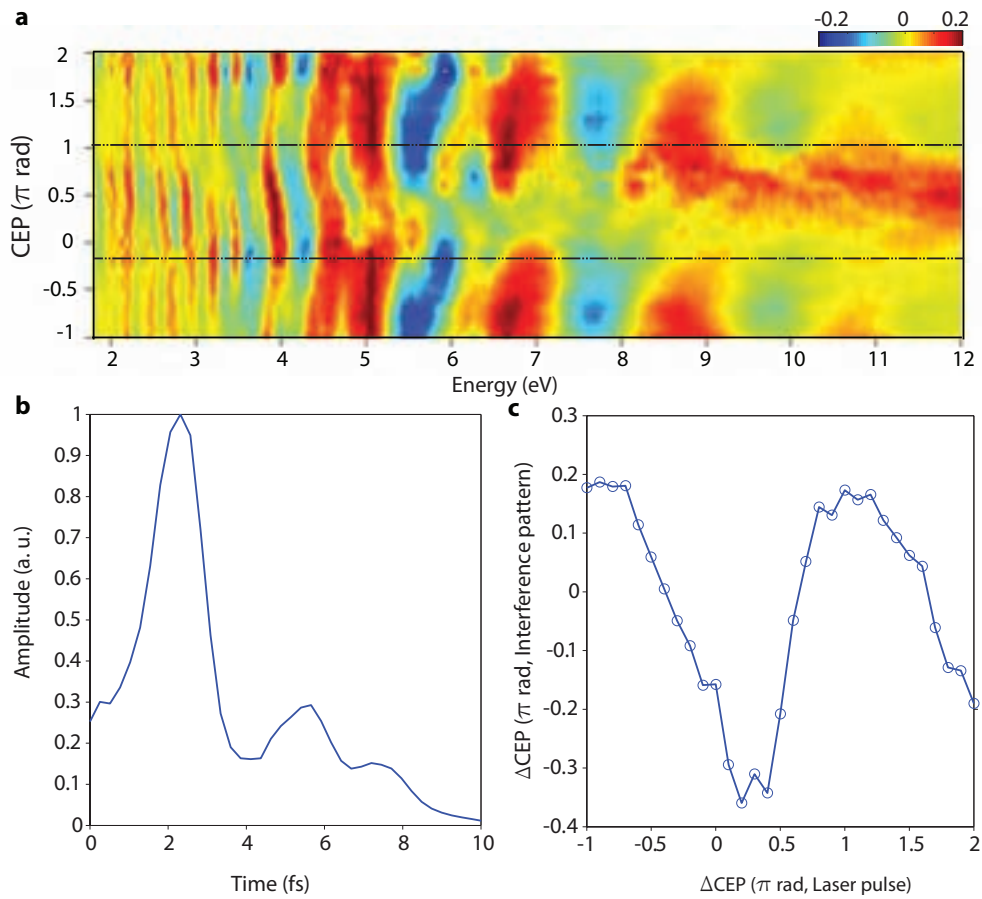 a
-0.2 0 0.2
CEP (π rad)
2
1.5
1
0.5
0
-0.5
-1
2 3 4 5 6 7 8 9 10 11 12
Energy (eV)
b
Amplitude (a. u.)
1
0.9
0.8
0.7
0.6
0.5
0.4
0.3
0.2
0.1
0
0 2 4 6 8 10
Time (fs)
c
ΔCEP (π rad, Interference pattern)
0.3
0.2
0.1
0
-0.1
-0.2
-0.3
-0.4
-1 -0.5 0 0.5 1 1.5 2
ΔCEP (π rad, Laser pulse)